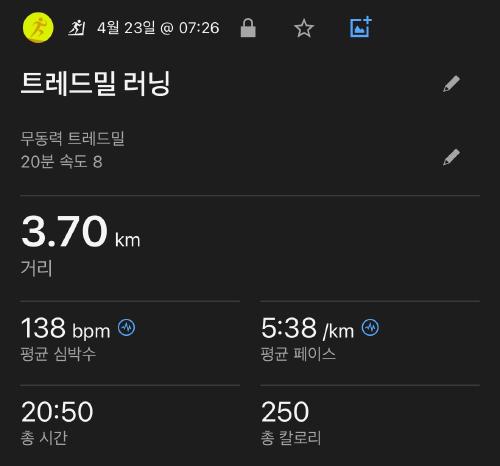 4월 23일 @ 07:26
트레드밀 러닝
무동력 트레드밀
20분 속도 8
3.70 km
거리
138 bpm
평균 심박수
5:38 /km
평균 페이스
20:50
총 시간
250
총 칼로리